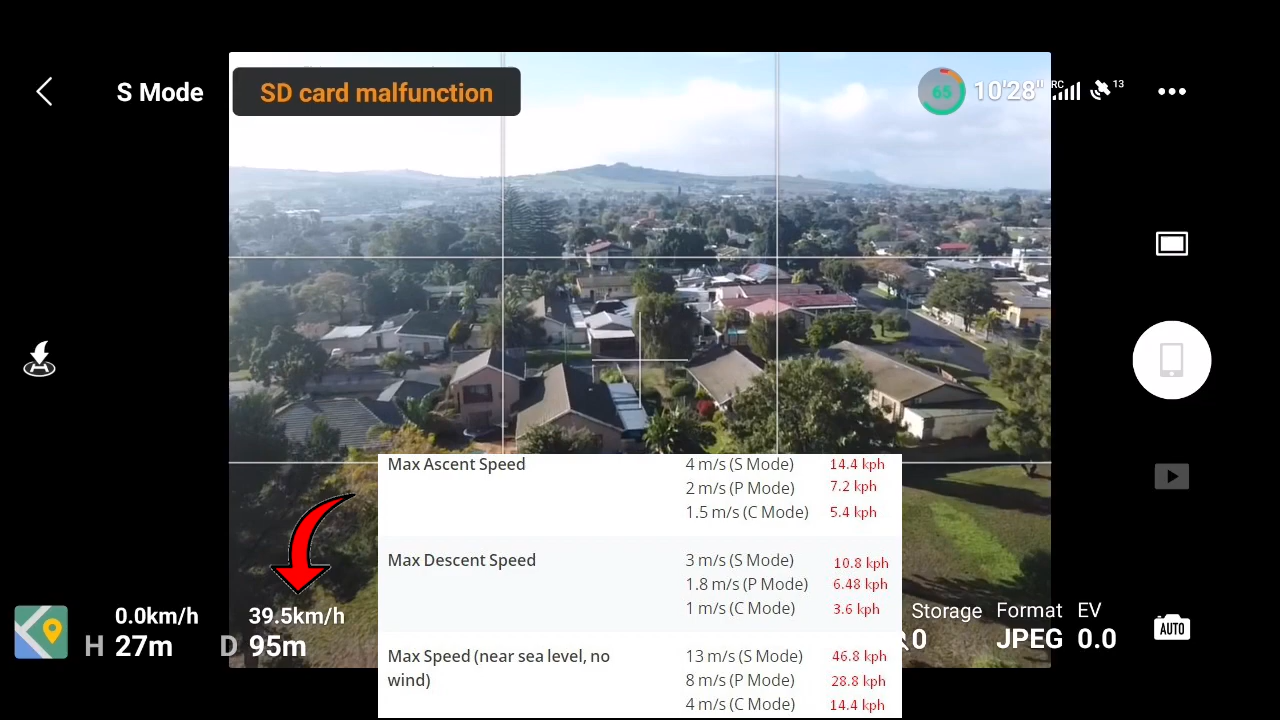 S Mode
SD card malfunction
65
10'28"
RC
13
Max Ascent Speed
4 m/s (S Mode) 14.4 kph
2 m/s (P Mode) 7.2 kph
1.5 m/s (C Mode) 5.4 kph
Max Descent Speed
3 m/s (S Mode) 10.8 kph
1.8 m/s (P Mode) 6.48 kph
1 m/s (C Mode) 3.6 kph
Max Speed (near sea level, no
wind)
13 m/s (S Mode) 46.8 kph
8 m/s (P Mode) 28.8 kph
4 m/s (C Mode) 14.4 kph
0.0km/h
39.5km/h
H 27m
D 95m
Storage Format EV
0 JPEG 0.0
AUTO